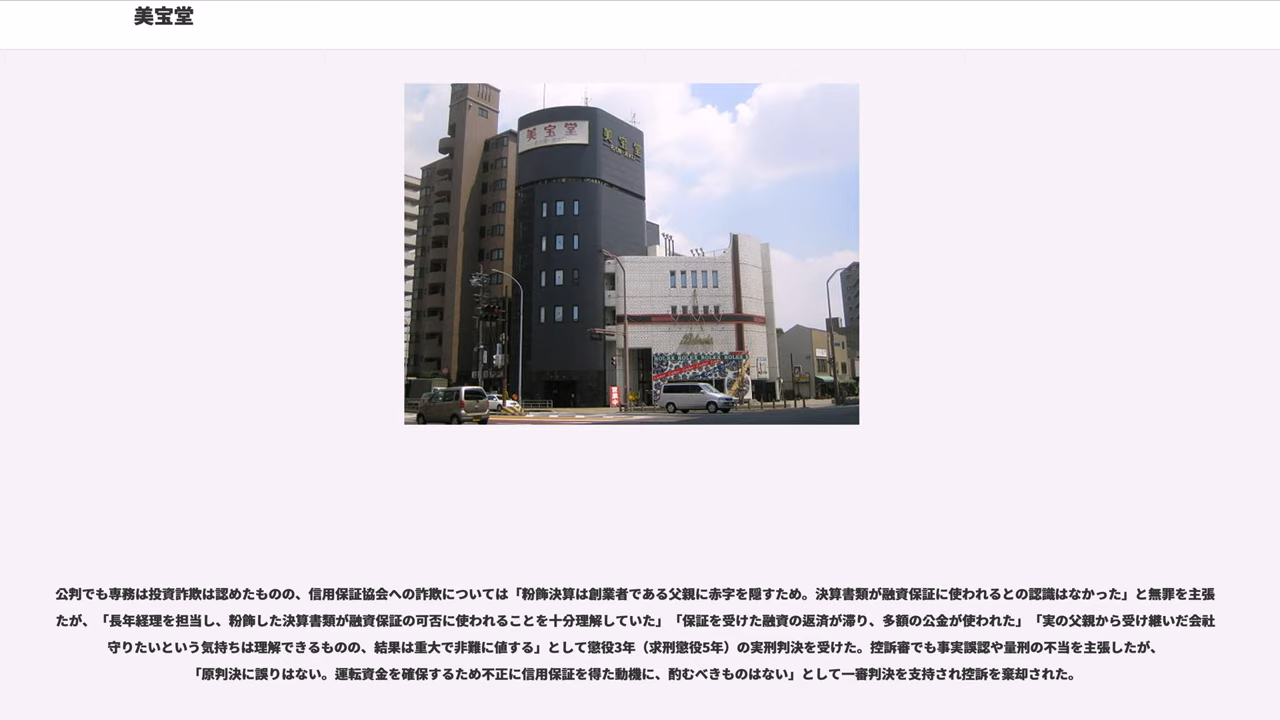 美宝堂
美宝堂
美宝堂
ROLEX ROLEX ROLEX ROLEX
公判でも専務は投資詐欺は認めたものの、信用保証協会への詐欺については「粉飾決算は創業者である父親に赤字を隠すため。決算書類が融資保証に使われるとの認識はなかった」と無罪を主張
たが、「長年経理を担当し、粉飾した決算書類が融資保証の可否に使われることを十分理解していた」「保証を受けた融資の返済が滞り、多額の公金が使われた」「実の父親から受け継いだ会社
守りたいという気持ちは理解できるものの、結果は重大で非難に値する」として懲役3年（求刑懲役5年）の実刑判決を受けた。控訴審でも事実誤認や量刑の不当を主張したが、
「原判決に誤りはない。運転資金を確保するため不正に信用保証を得た動機に、酌むべきものはない」として一審判決を支持され控訴を棄却された。